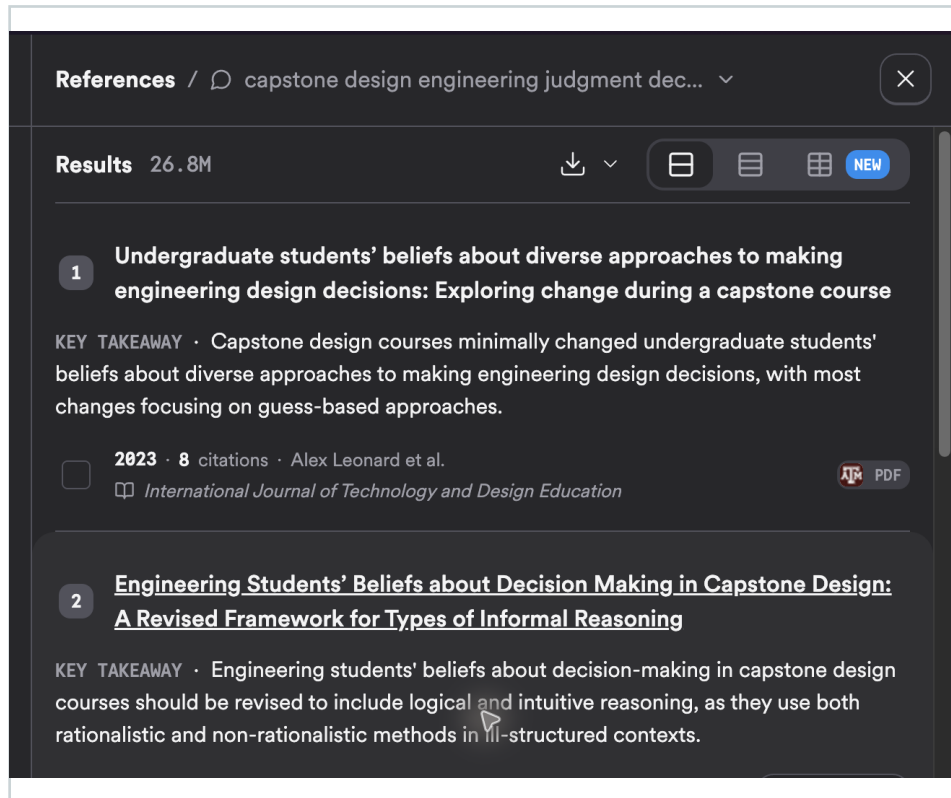 References / capstone design engineering judgment dec...
Results 26.8M
NEW
1
Undergraduate students’ beliefs about diverse approaches to making
engineering design decisions: Exploring change during a capstone course
KEY TAKEAWAY · Capstone design courses minimally changed undergraduate students'
beliefs about diverse approaches to making engineering design decisions, with most
changes focusing on guess-based approaches.
2023 · 8 citations · Alex Leonard et al.
International Journal of Technology and Design Education
ATM PDF
2
Engineering Students’ Beliefs about Decision Making in Capstone Design:
A Revised Framework for Types of Informal Reasoning
KEY TAKEAWAY · Engineering students' beliefs about decision-making in capstone design
courses should be revised to include logical and intuitive reasoning, as they use both
rationalistic and non-rationalistic methods in ill-structured contexts.